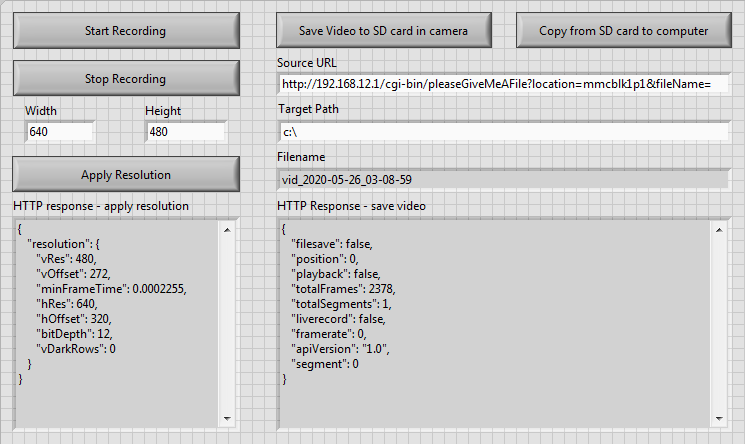 Start Recording
Save Video to SD card in camera
Copy from SD card to computer
Stop Recording
Source URL
http://192.168.12.1/cgi-bin/pleaseGiveMeAFile?location=mmcblk1p1&fileName=
Width
Height
640
480
Target Path
c:\
Apply Resolution
Filename
vid_2020-05-26_03-08-59
HTTP response - apply resolution
{
"resolution": {
"vRes": 480,
"vOffset": 272,
"minFrameTime": 0.0002255,
"hRes": 640,
"hOffset": 320,
"bitDepth": 12,
"vDarkRows": 0
}
}
HTTP Response - save video
{
"filesave": false,
"position": 0,
"playback": false,
"totalFrames": 2378,
"totalSegments": 1,
"liverecord": false,
"framerate": 0,
"apiVersion": "1.0",
"segment": 0
}